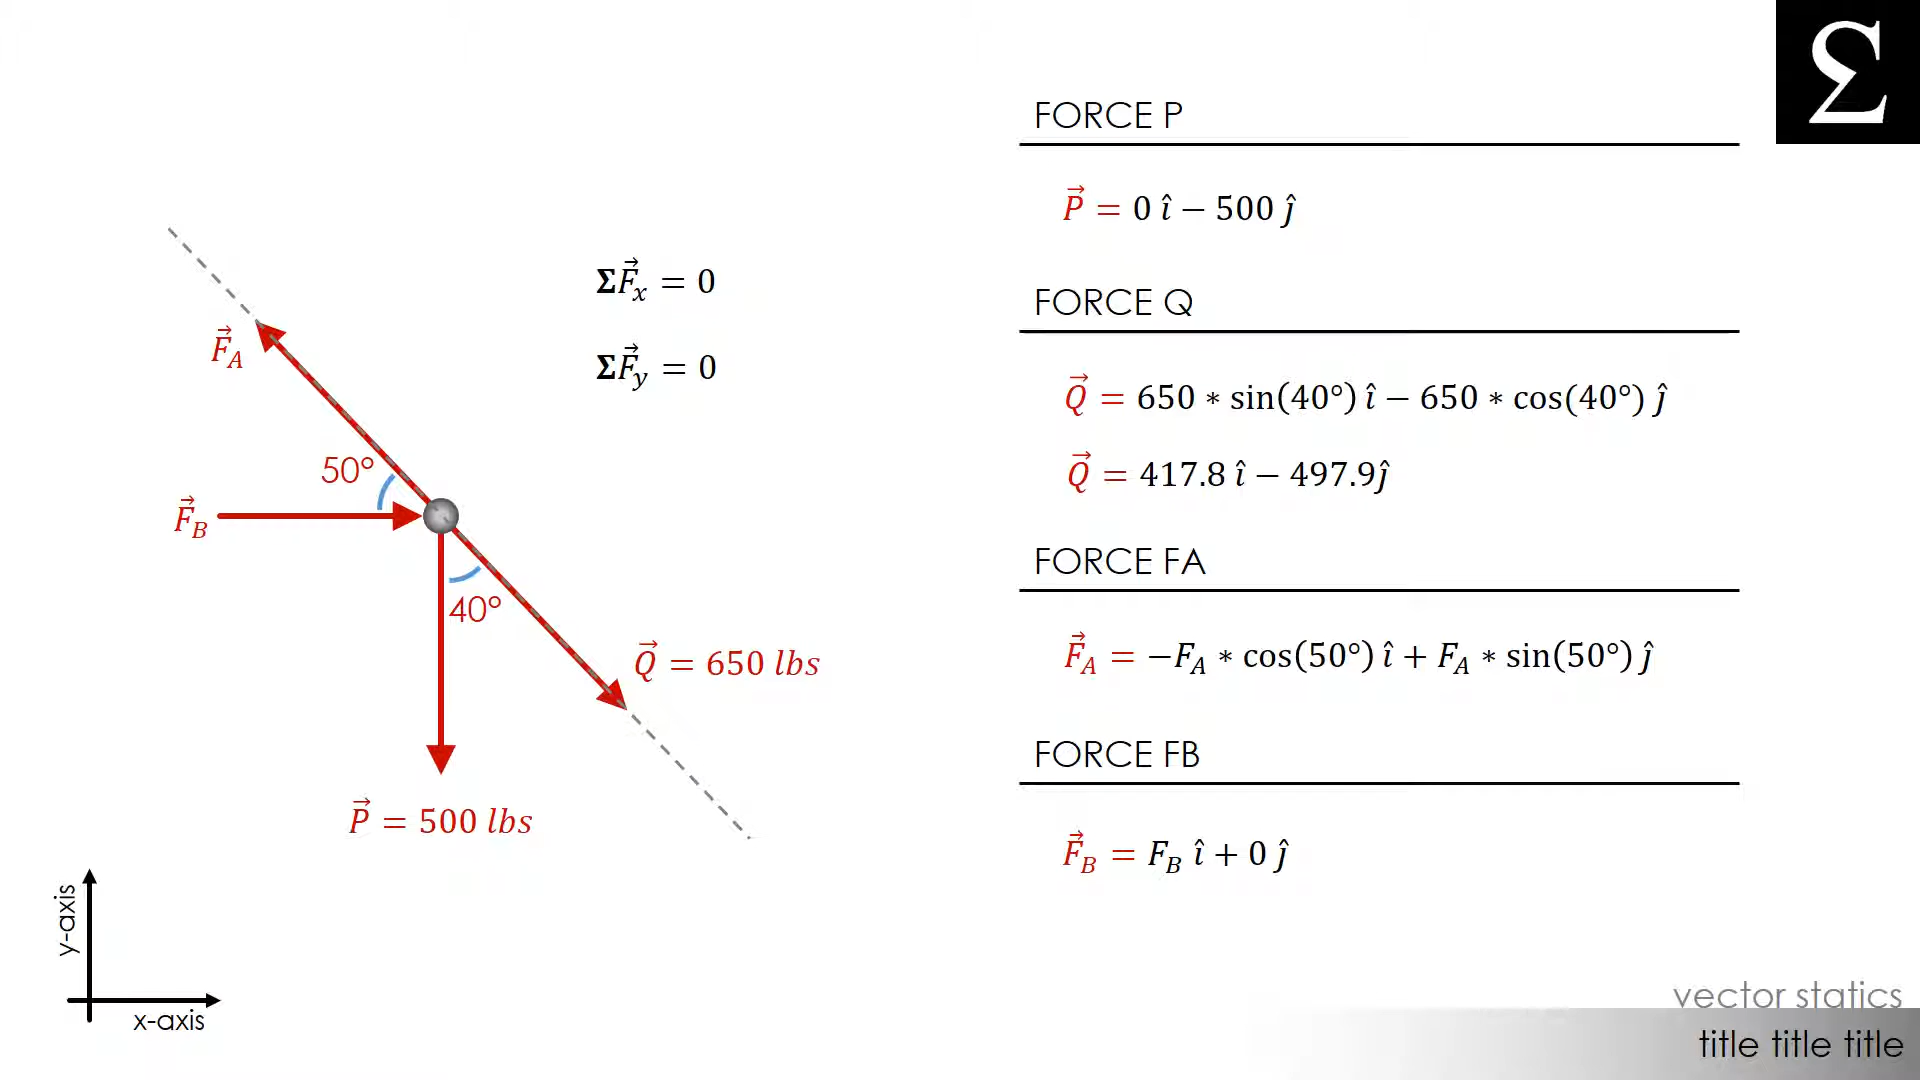 Σ
FORCE P
P⃗ = 0 î − 500 ĵ
ΣF⃗ₓ = 0
ΣF⃗_y = 0
FORCE Q
Q⃗ = 650 ∗ sin(40°) î − 650 ∗ cos(40°) ĵ
Q⃗ = 417.8 î − 497.9ĵ
F⃗_A
50°
F⃗_B
40°
Q⃗ = 650 lbs
P⃗ = 500 lbs
FORCE FA
F⃗_A = −F_A ∗ cos(50°) î + F_A ∗ sin(50°) ĵ
FORCE FB
F⃗_B = F_B î + 0 ĵ
y-axis
x-axis
vector statics
title title title